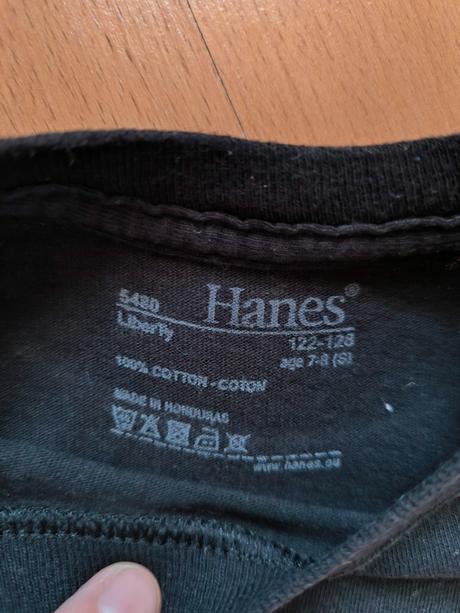 5480 Hanes®
Liberty 122-128
age 7-8 (S)
100% COTTON - COTON
MADE IN HONDURAS
www.hanes.eu